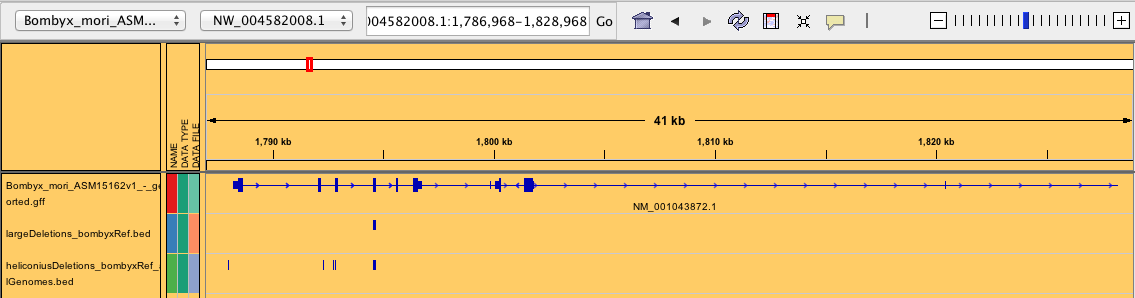 Bombyx_mori_ASM... NW_004582008.1 004582008.1:1,786,968-1,828,968 Go
NAME
DATA TYPE
DATA FILE
41 kb
1,790 kb 1,800 kb 1,810 kb 1,820 kb
Bombyx_mori_ASM15162v1_-_ge
orted.gff
NM_001043872.1
largeDeletions_bombyxRef.bed
heliconiusDeletions_bombyxRef_
lGenomes.bed